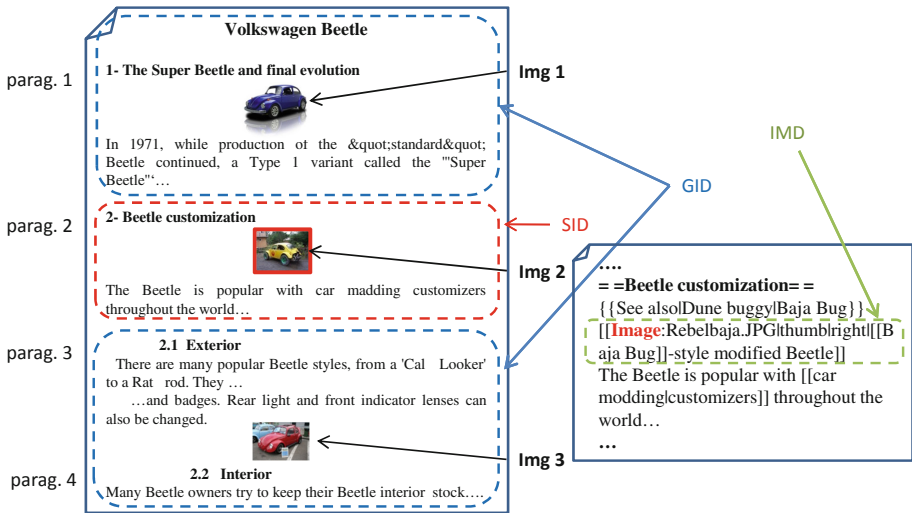 Volkswagen Beetle
parag. 1
1- The Super Beetle and final evolution
Img 1
In 1971, while production of the &quot;standard&quot;
Beetle continued, a Type 1 variant called the "'Super
Beetle"'…
IMD
GID
parag. 2
2- Beetle customization
SID
Img 2
The Beetle is popular with car madding customizers
throughout the world…
parag. 3
2.1 Exterior
There are many popular Beetle styles, from a 'Cal Looker'
to a Rat rod. They …
…and badges. Rear light and front indicator lenses can
also be changed.
Img 3
2.2 Interior
parag. 4
Many Beetle owners try to keep their Beetle interior stock….
….
= =Beetle customization= =
{{See also|Dune buggy|Baja Bug}}
[[Image:Rebelbaja.JPG|thumb|right|[[B
aja Bug]]-style modified Beetle]]
The Beetle is popular with [[car
modding|customizers]] throughout the
world…
…